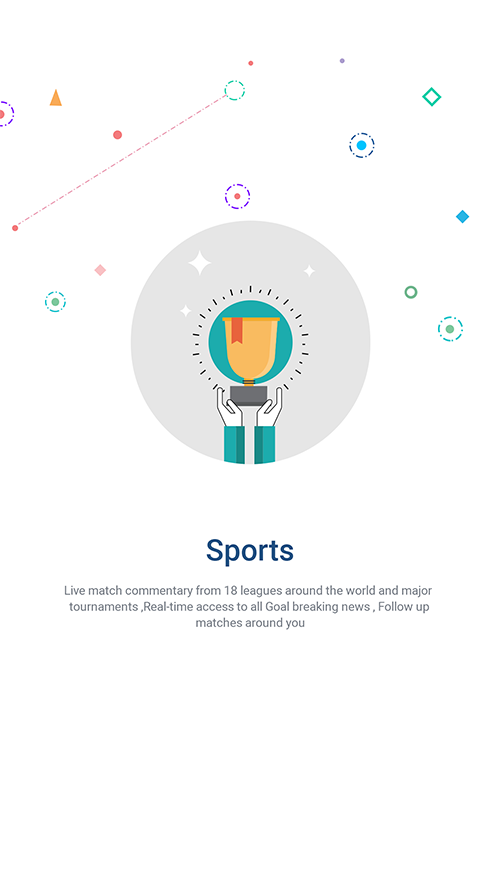 Sports
Live match commentary from 18 leagues around the world and major
tournaments ,Real-time access to all Goal breaking news , Follow up
matches around you